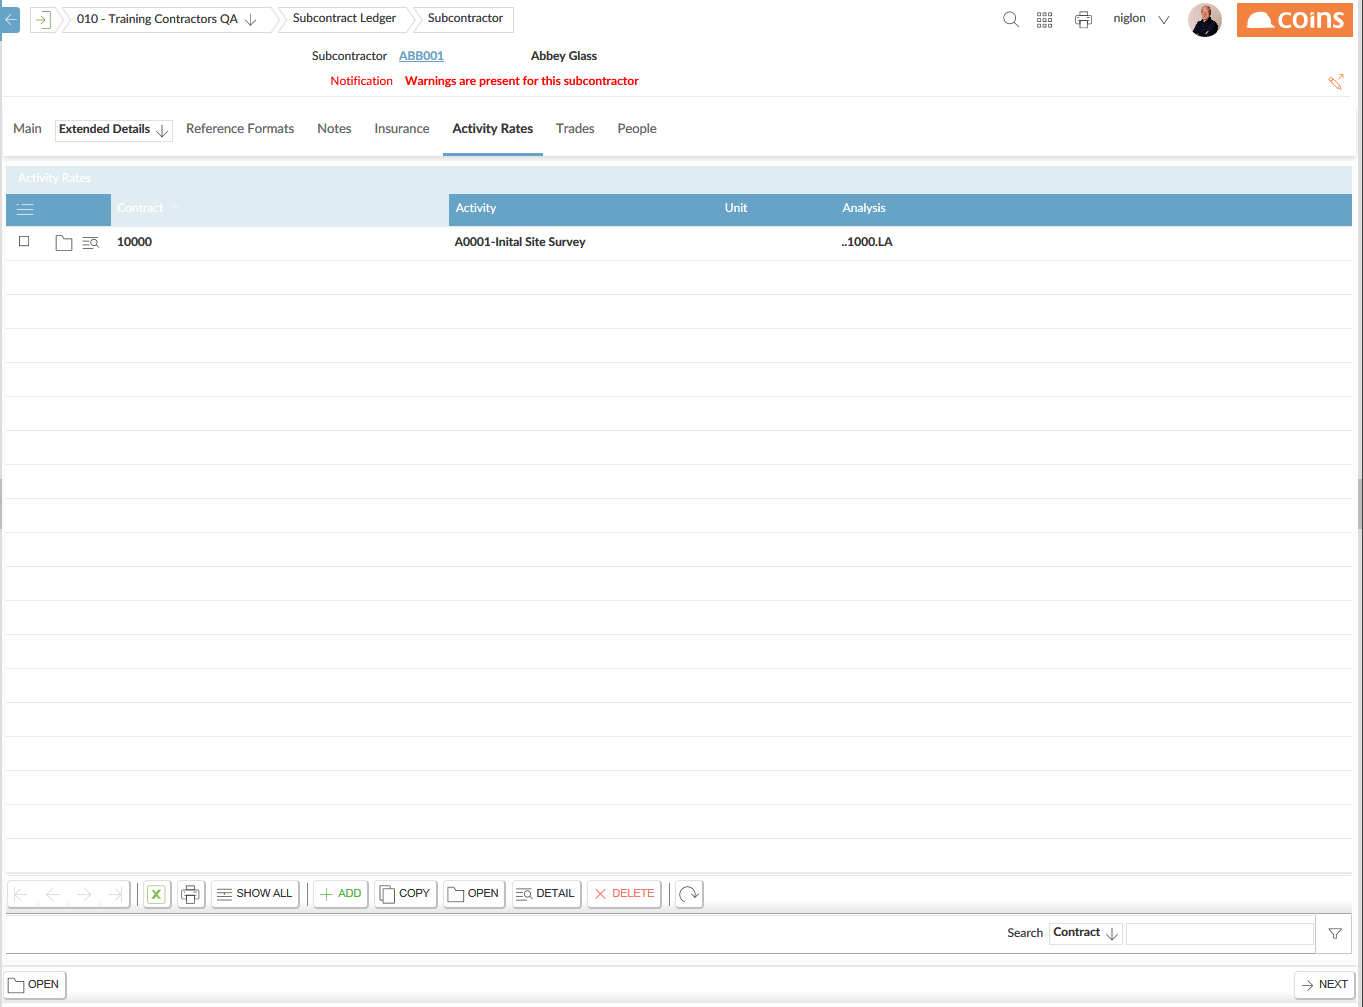 010 - Training Contractors QA
Subcontract Ledger
Subcontractor
niglon
coins
Subcontractor ABB001 Abbey Glass
Notification Warnings are present for this subcontractor
Main Extended Details Reference Formats Notes Insurance Activity Rates Trades People
Activity Rates
Contract Activity Unit Analysis
10000 A0001-Inital Site Survey ..1000.LA
SHOW ALL ADD COPY OPEN DETAIL DELETE
Search Contract
OPEN NEXT